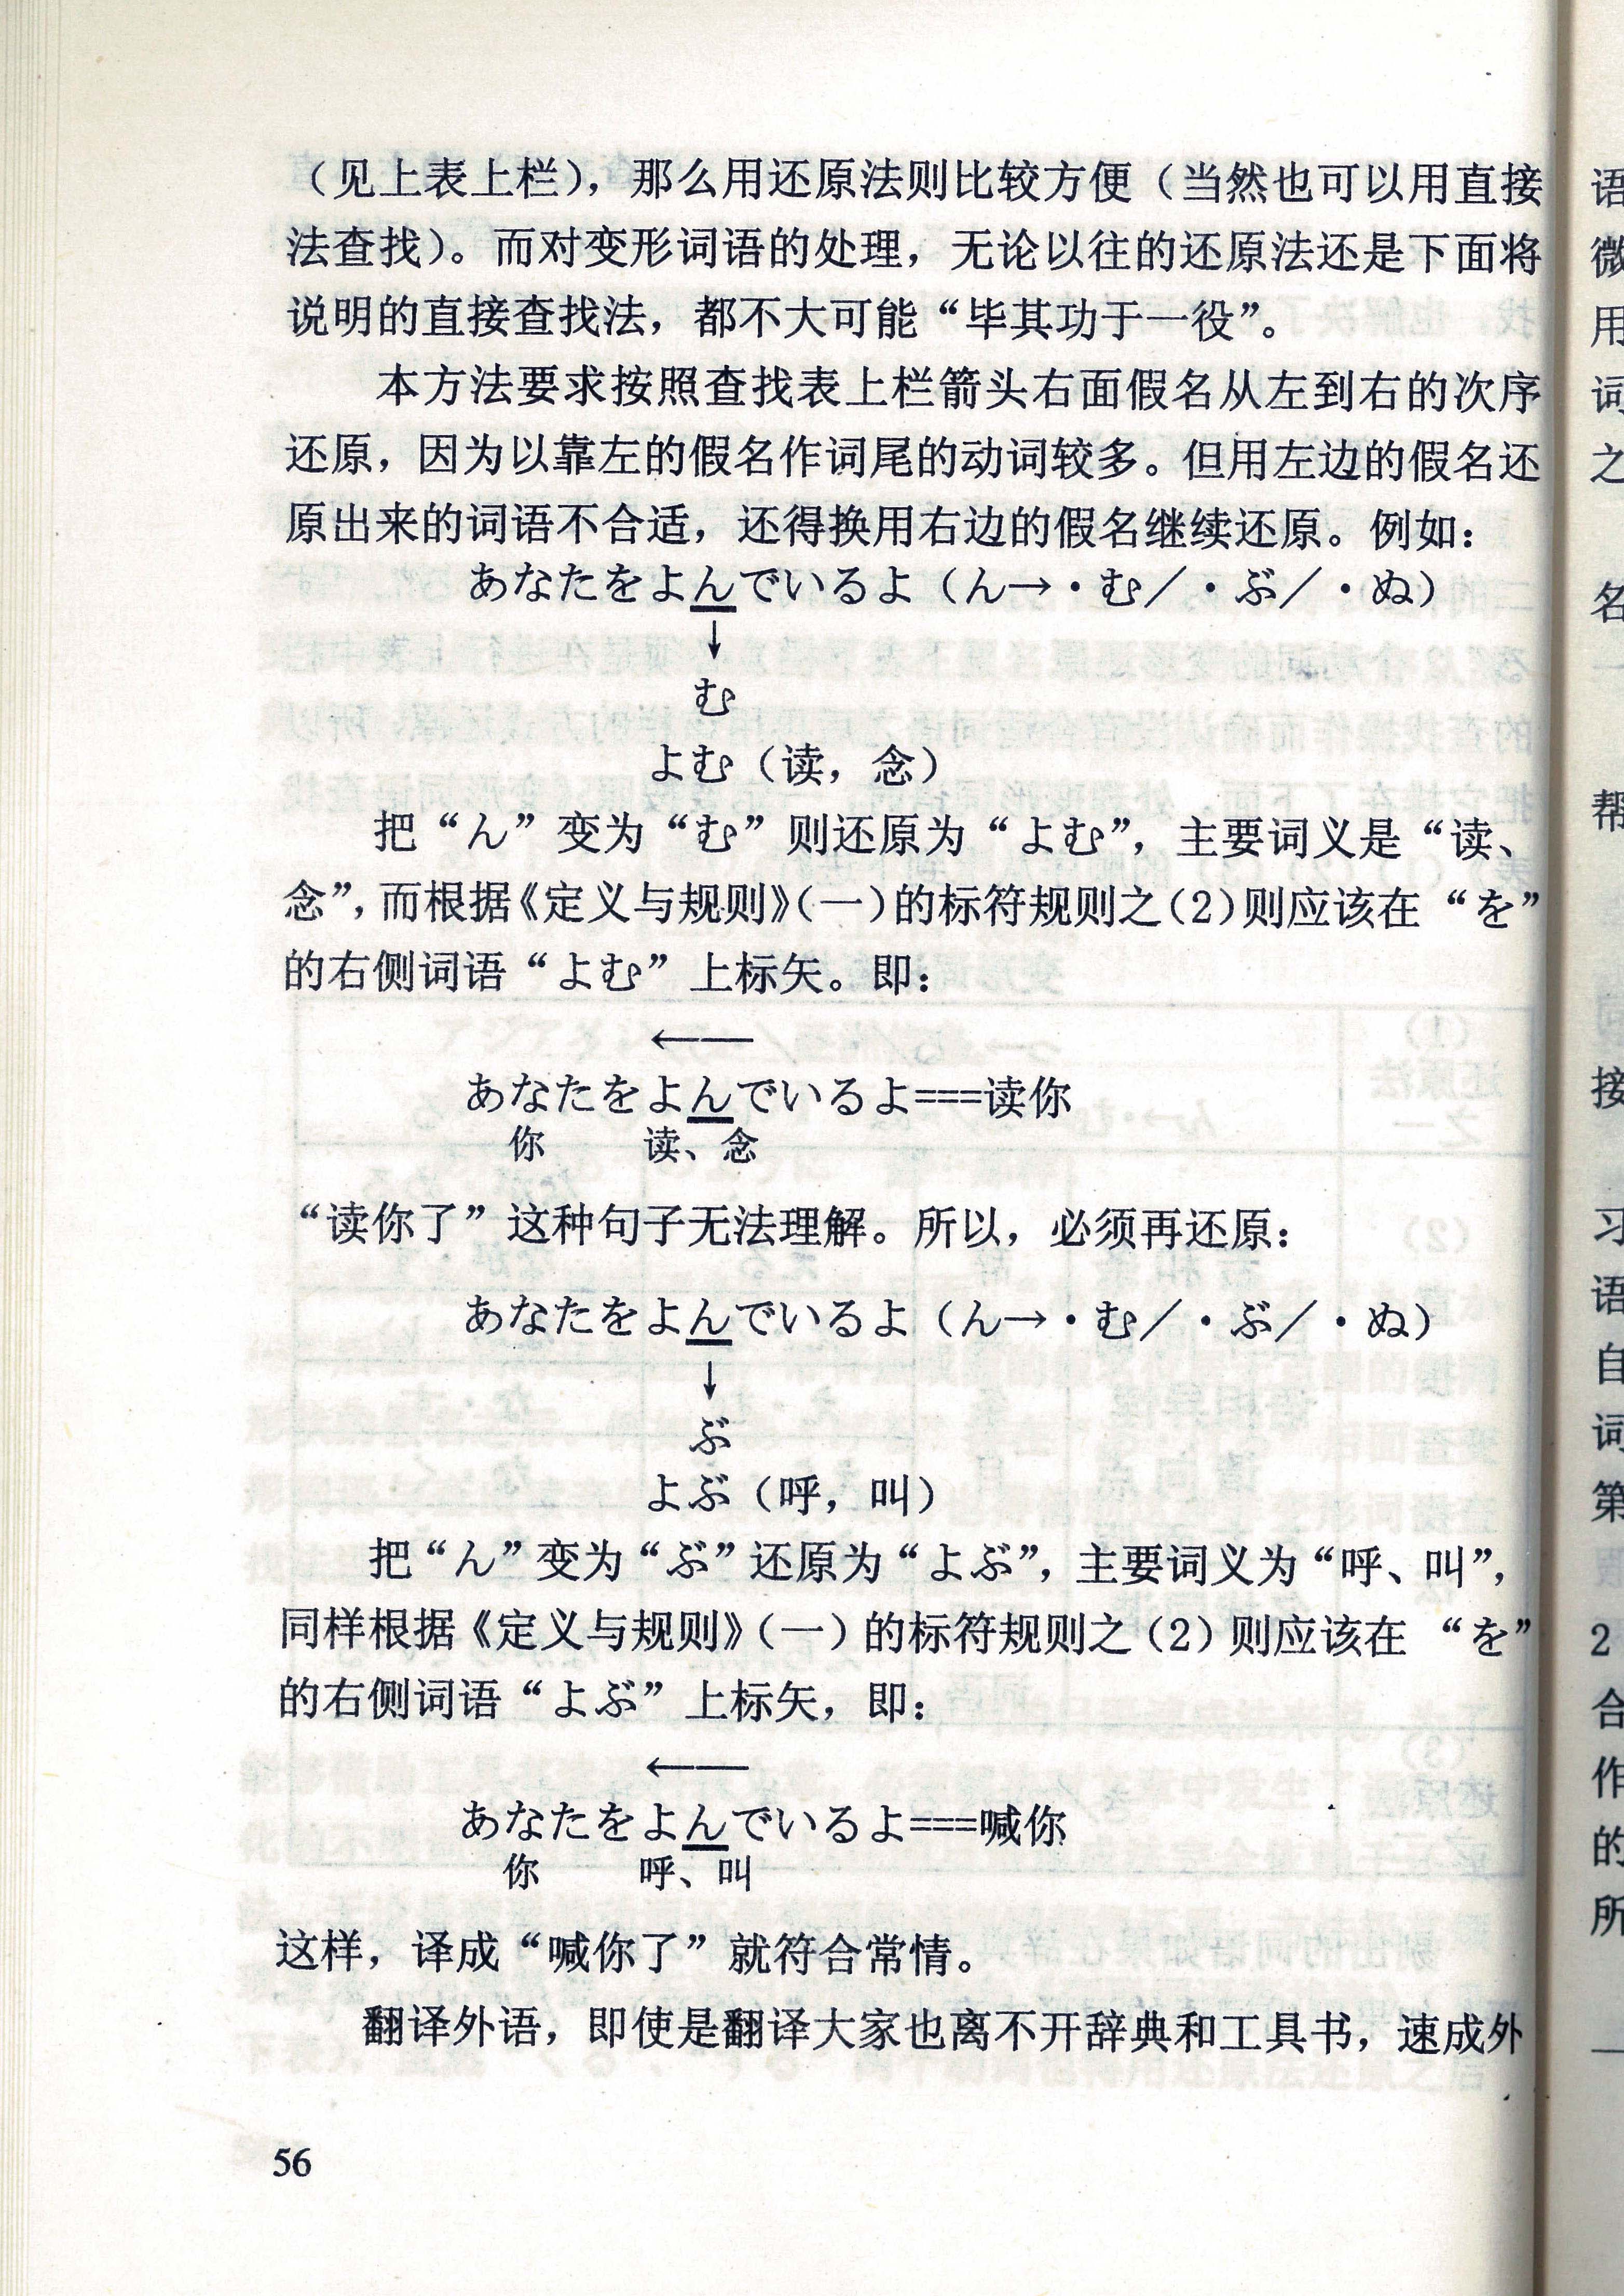 （见上表上栏），那么用还原法则比较方便（当然也可以用直接
法查找）。而对变形词语的处理，无论以往的还原法还是下面将
说明的直接查找法，都不大可能“毕其功于一役”。
本方法要求按照查找表上栏箭头右面假名从左到右的次序
还原，因为以靠左的假名作词尾的动词较多。但用左边的假名还
原出来的词语不合适，还得换用右边的假名继续还原。例如：
あなたをよんでいるよ（ん→・む／・ぶ／・ぬ）
↓
む
よむ（读，念）
把“ん”变为“む”则还原为“よむ”，主要词义是“读、
念”，而根据《定义与规则》（一）的标符规则之（2）则应该在“を”
的右侧词语“よむ”上标矢。即：
←——
あなたをよんでいるよ===读你
你 读、念
“读你了”这种句子无法理解。所以，必须再还原：
あなたをよんでいるよ（ん→・む／・ぶ／・ぬ）
↓
ぶ
よぶ（呼，叫）
把“ん”变为“ぶ”还原为“よぶ”，主要词义为“呼、叫”，
同样根据《定义与规则》（一）的标符规则之（2）则应该在“を”
的右侧词语“よぶ”上标矢，即：
←——
あなたをよんでいるよ===喊你
你 呼、叫
这样，译成“喊你了”就符合常情。
翻译外语，即使是翻译大家也离不开辞典和工具书，速成外
56
语
微
用
词
之
名
一
帮
接
习
语
自
词
第
2
合
作
的
所